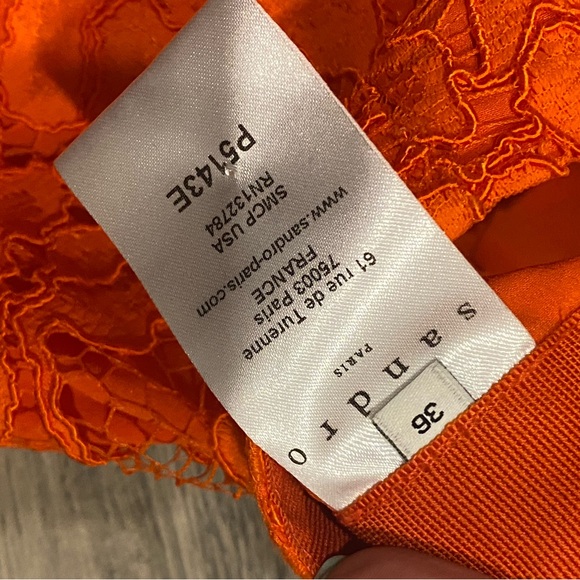 sandro
PARIS
36
61 rue de Turenne
75003 Paris
FRANCE
www.sandro-paris.com
SMCP USA
RN132784
P5143E